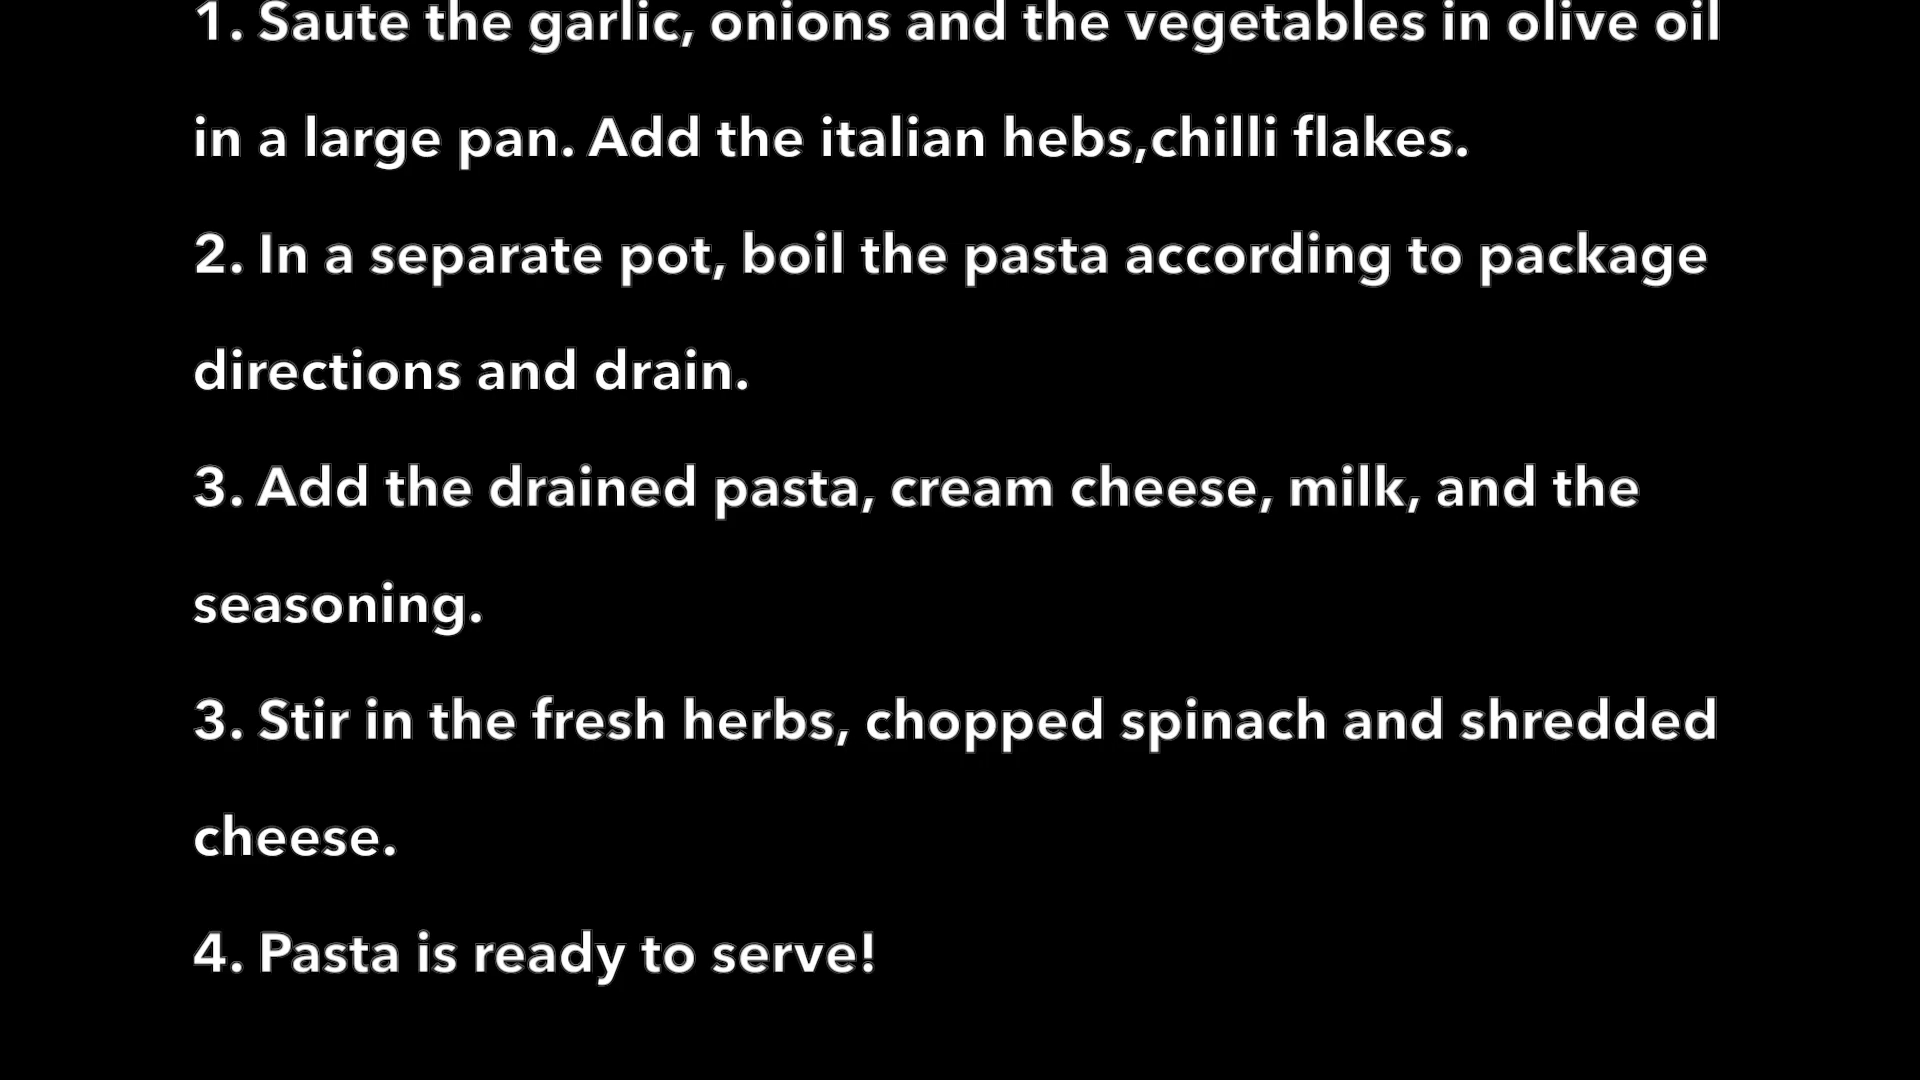 1. Saute the garlic, onions and the vegetables in olive oil
in a large pan. Add the italian hebs,chilli flakes.
2. In a separate pot, boil the pasta according to package
directions and drain.
3. Add the drained pasta, cream cheese, milk, and the
seasoning.
3. Stir in the fresh herbs, chopped spinach and shredded
cheese.
4. Pasta is ready to serve!